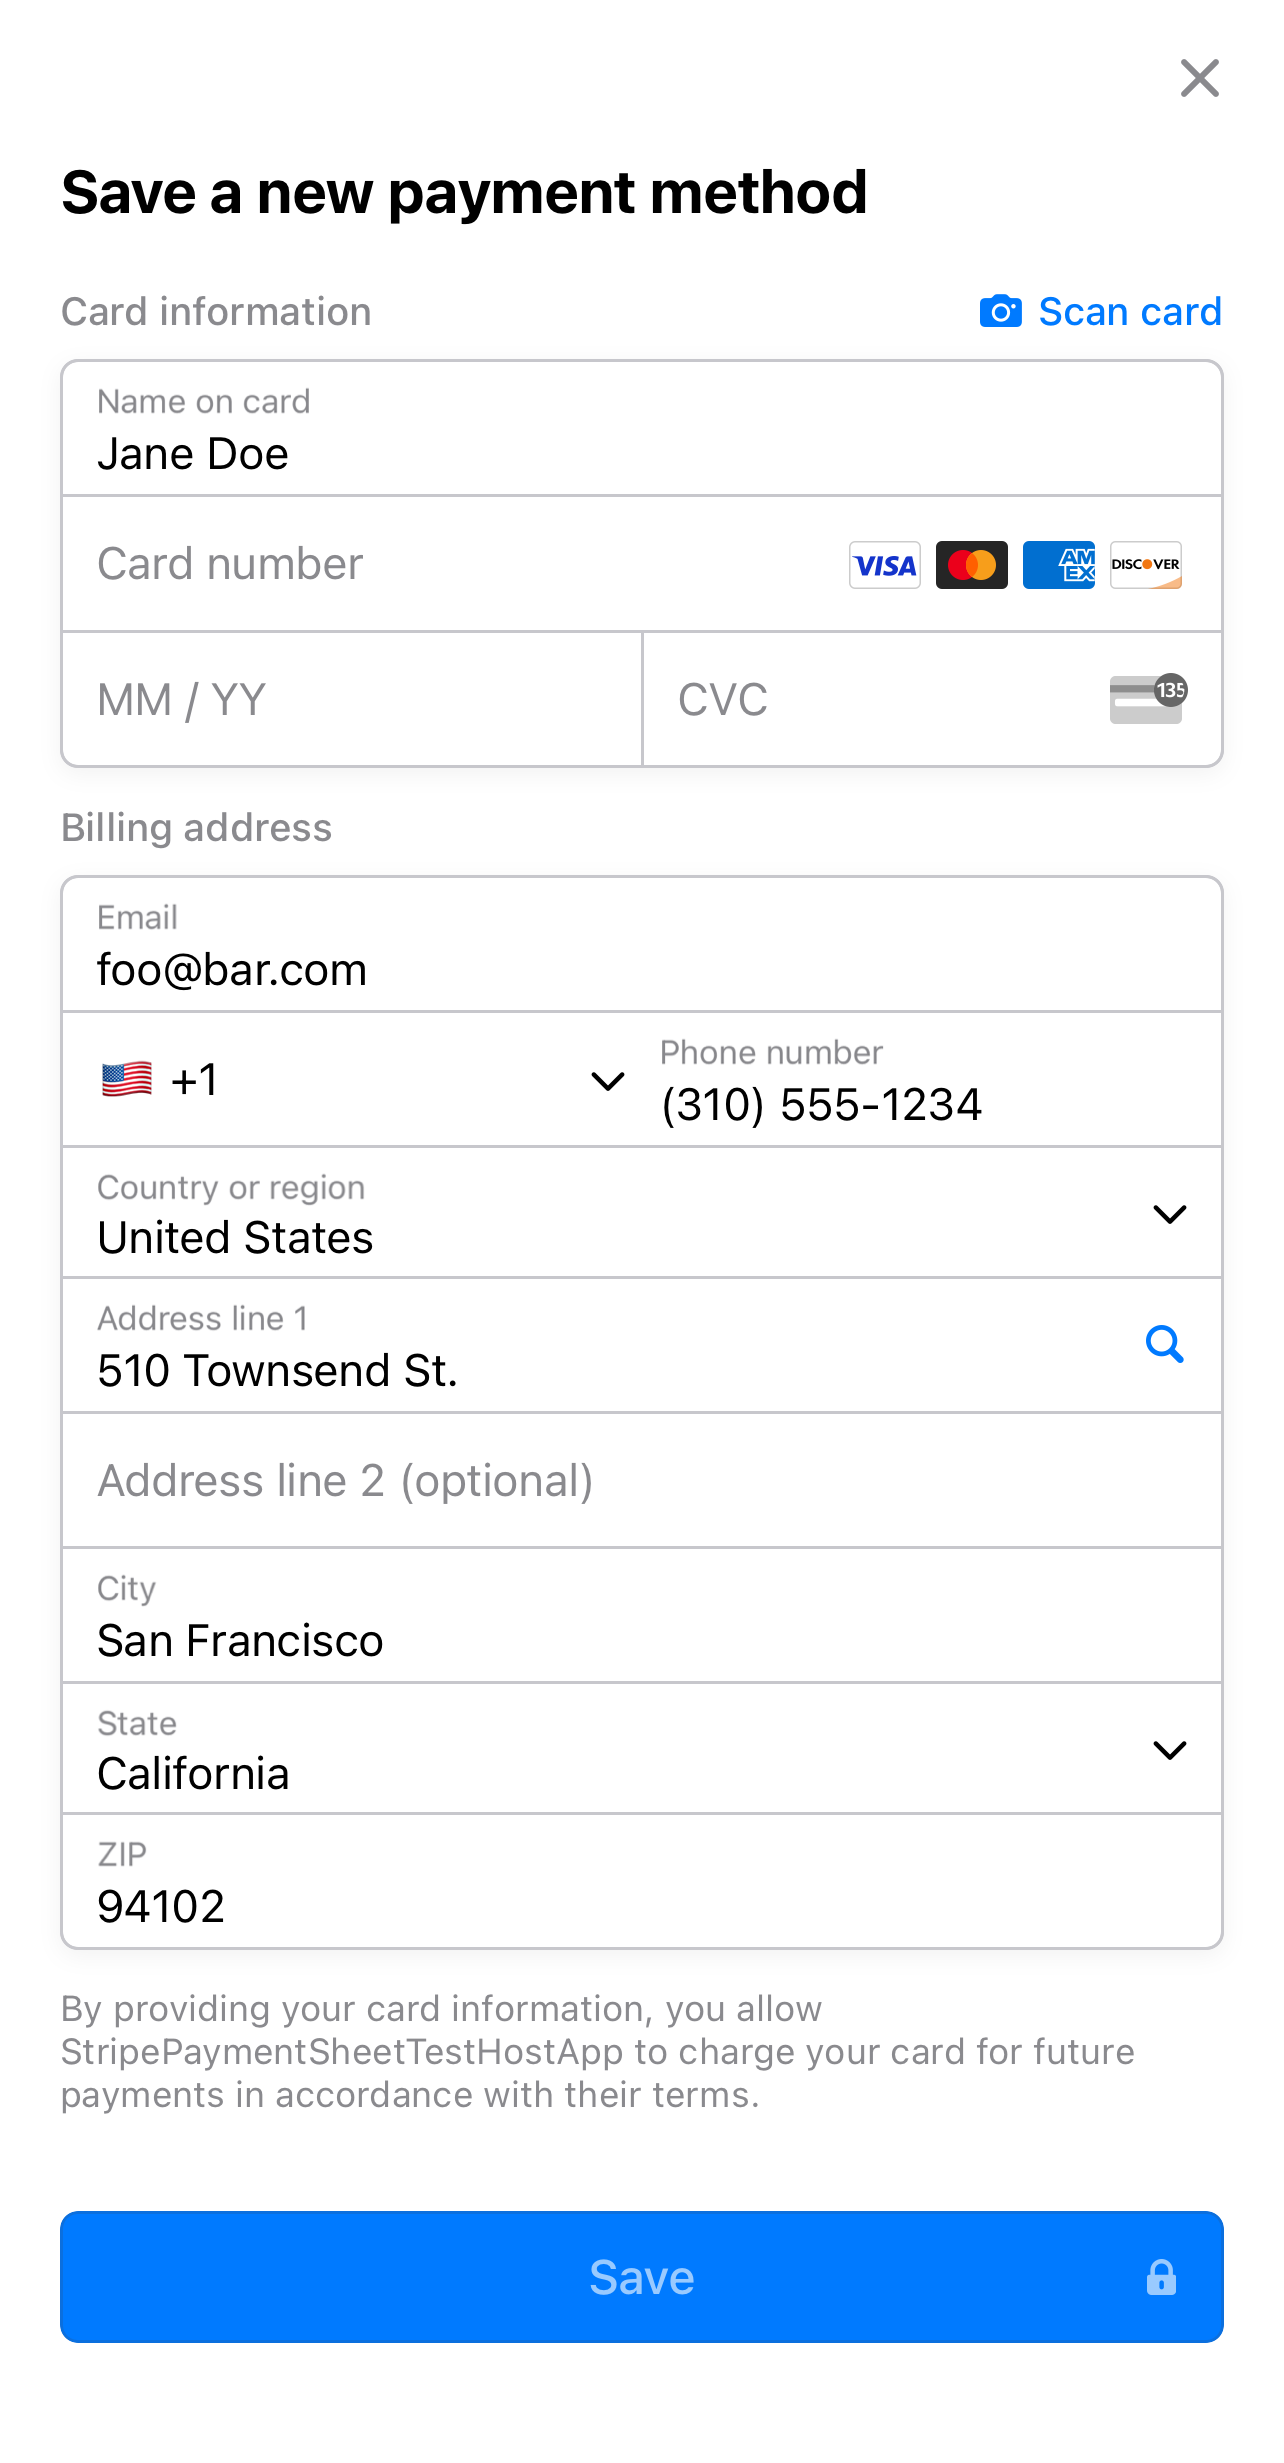 Save a new payment method
Card information
Scan card
Name on card
Jane Doe
Card number
VISA
AM
EX
DISCOVER
MM / YY
CVC
135
Billing address
Email
foo@bar.com
+1
Phone number
(310) 555-1234
Country or region
United States
Address line 1
510 Townsend St.
Address line 2 (optional)
City
San Francisco
State
California
ZIP
94102
By providing your card information, you allow
StripePaymentSheetTestHostApp to charge your card for future
payments in accordance with their terms.
Save